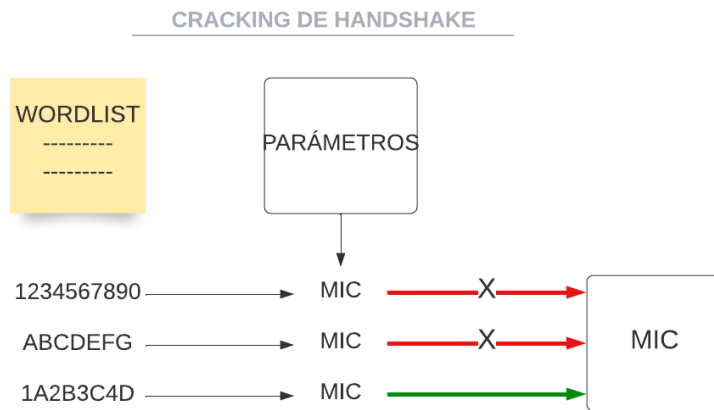 CRACKING DE HANDSHAKE
WORDLIST
---------
---------
PARÁMETROS
1234567890
MIC
X
ABCDEFG
MIC
X
1A2B3C4D
MIC
MIC